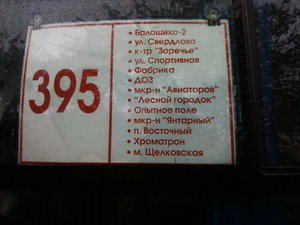 395
• Балашиха-2
• ул. Свердлова
• к-тр "Заречье"
• ул. Спортивная
• Фабрика
• ДОЗ
• мкр-н "Авиаторов"
• "Лесной городок"
• Опытное поле
• мкр-н "Янтарный"
• п. Восточный
• Хроматрон
• м. Щелковская